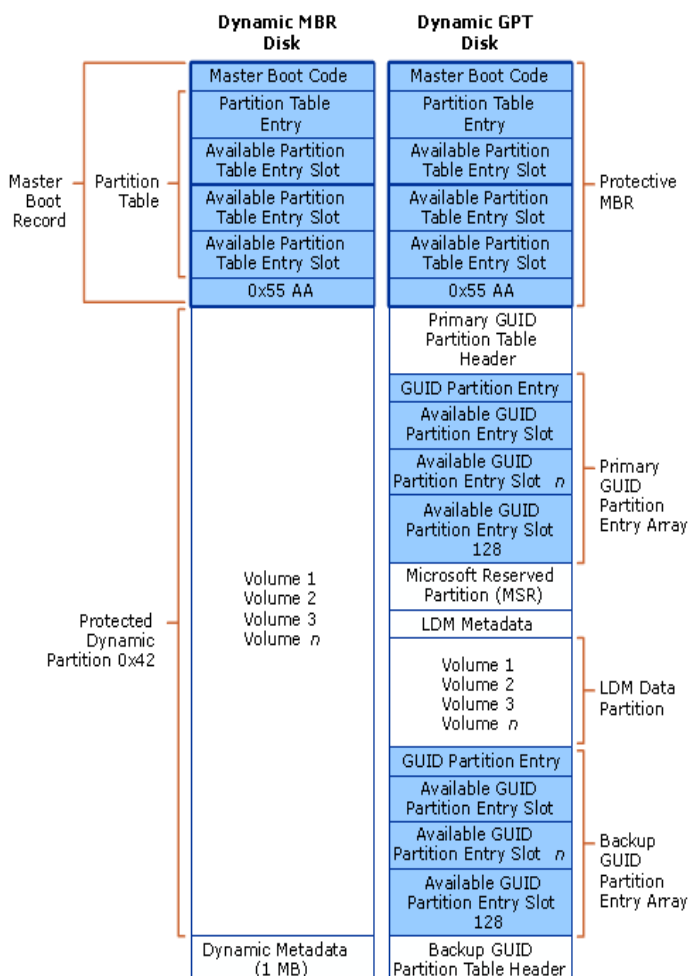 Dynamic MBR
Disk
Dynamic GPT
Disk
Master Boot Code
Partition Table
Entry
Available Partition
Table Entry Slot
Available Partition
Table Entry Slot
Available Partition
Table Entry Slot
0x55 AA
Master
Boot
Record
Partition
Table
Master Boot Code
Partition Table
Entry
Available Partition
Table Entry Slot
Available Partition
Table Entry Slot
Available Partition
Table Entry Slot
0x55 AA
Protective
MBR
Protected
Dynamic
Partition 0x42
Volume 1
Volume 2
Volume 3
Volume n
Dynamic Metadata
(1 MB)
Primary GUID
Partition Table
Header
GUID Partition Entry
Available GUID
Partition Entry Slot
Available GUID
Partition Entry Slot n
Available GUID
Partition Entry Slot
128
Primary
GUID
Partition
Entry Array
Microsoft Reserved
Partition (MSR)
LDM Metadata
Volume 1
Volume 2
Volume 3
Volume n
LDM Data
Partition
GUID Partition Entry
Available GUID
Partition Entry Slot
Available GUID
Partition Entry Slot n
Available GUID
Partition Entry Slot
128
Backup
GUID
Partition
Entry Array
Backup GUID
Partition Table Header